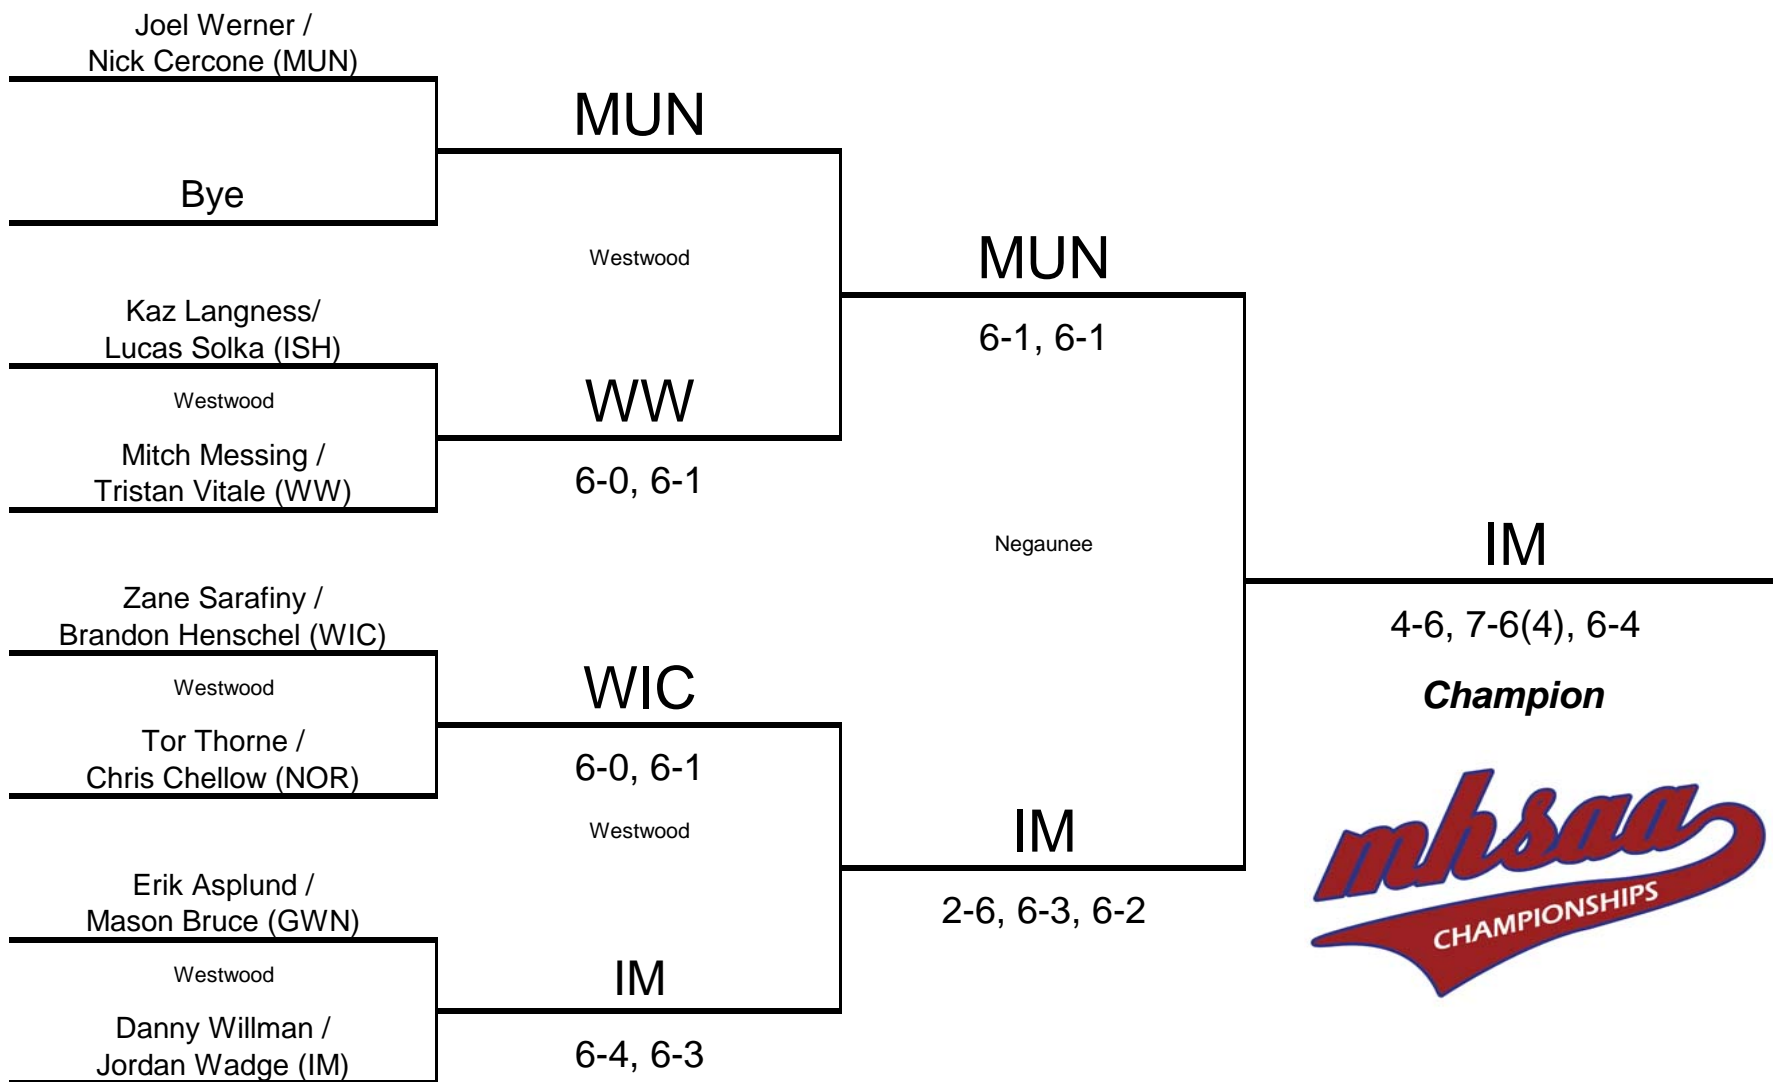 Joel Werner /
Nick Cercone (MUN)
MUN
Bye
Westwood
MUN
Kaz Langness/
Lucas Solka (ISH)
6-1, 6-1
Westwood
WW
Mitch Messing /
Tristan Vitale (WW)
6-0, 6-1
Negaunee
IM
Zane Sarafiny /
Brandon Henschel (WIC)
4-6, 7-6(4), 6-4
Westwood
WIC
Champion
Tor Thorne /
Chris Chellow (NOR)
6-0, 6-1
Westwood
IM
mhsaa
CHAMPIONSHIPS
Erik Asplund /
Mason Bruce (GWN)
2-6, 6-3, 6-2
Westwood
IM
Danny Willman /
Jordan Wadge (IM)
6-4, 6-3